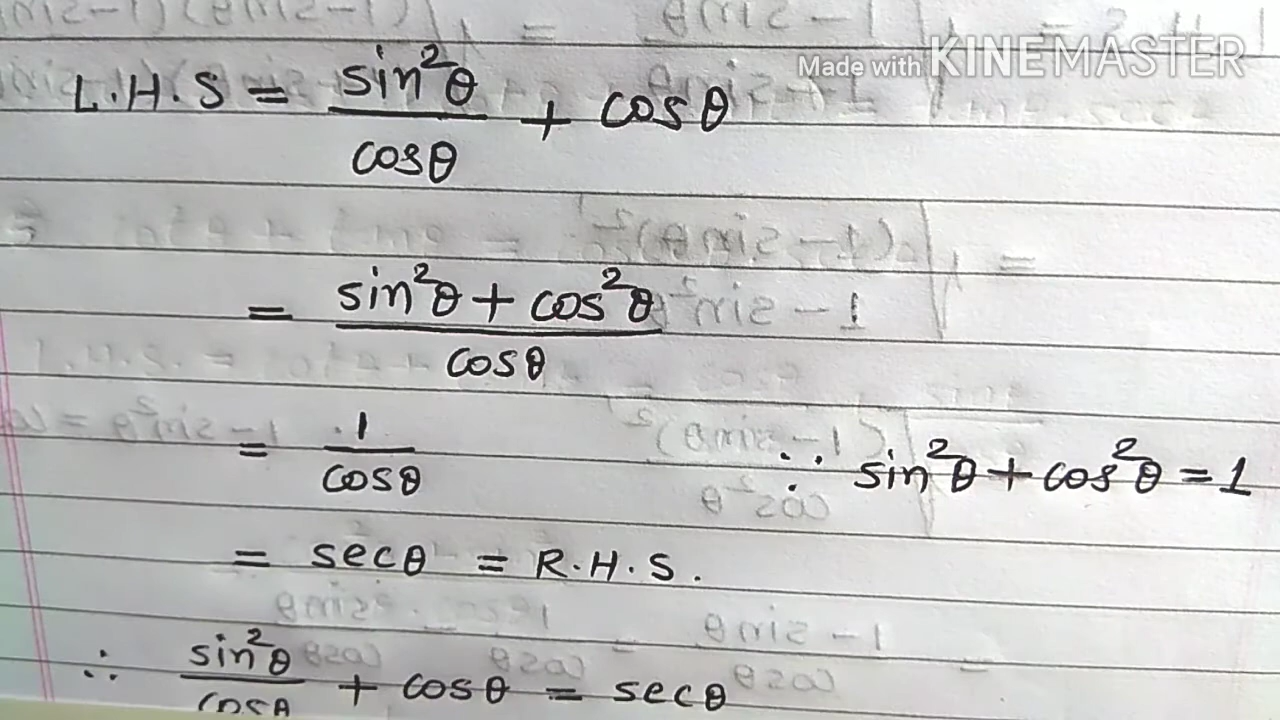 Made with KINEMASTER
L.H.S = sin²θ/cosθ + cosθ
= sin²θ + cos²θ/cosθ
= 1/cosθ ∵ sin²θ + cos²θ = 1
= secθ = R.H.S.
∴ sin²θ/cosθ + cosθ = secθ